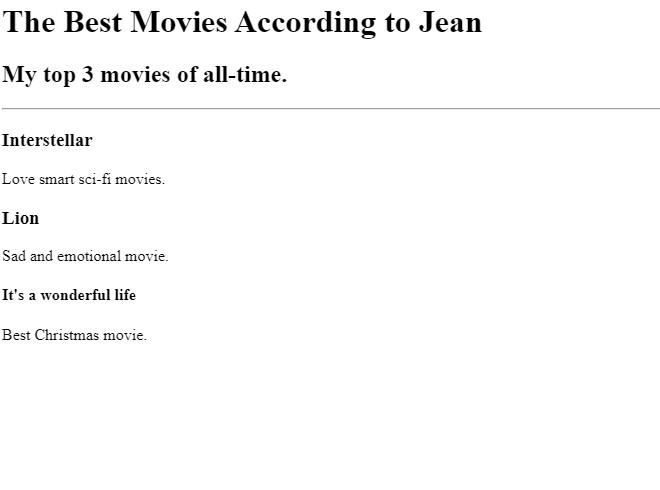 The Best Movies According to Jean
My top 3 movies of all-time.
Interstellar
Love smart sci-fi movies.
Lion
Sad and emotional movie.
It's a wonderful life
Best Christmas movie.